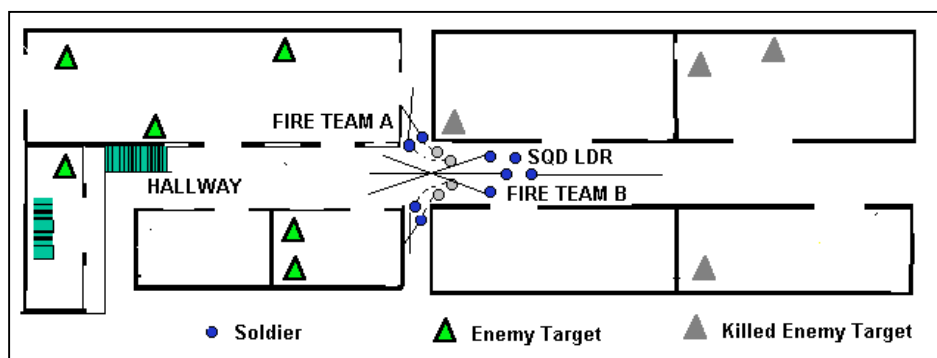 FIRE TEAM A
SQD LDR
HALLWAY
FIRE TEAM B
Soldier
Enemy Target
Killed Enemy Target